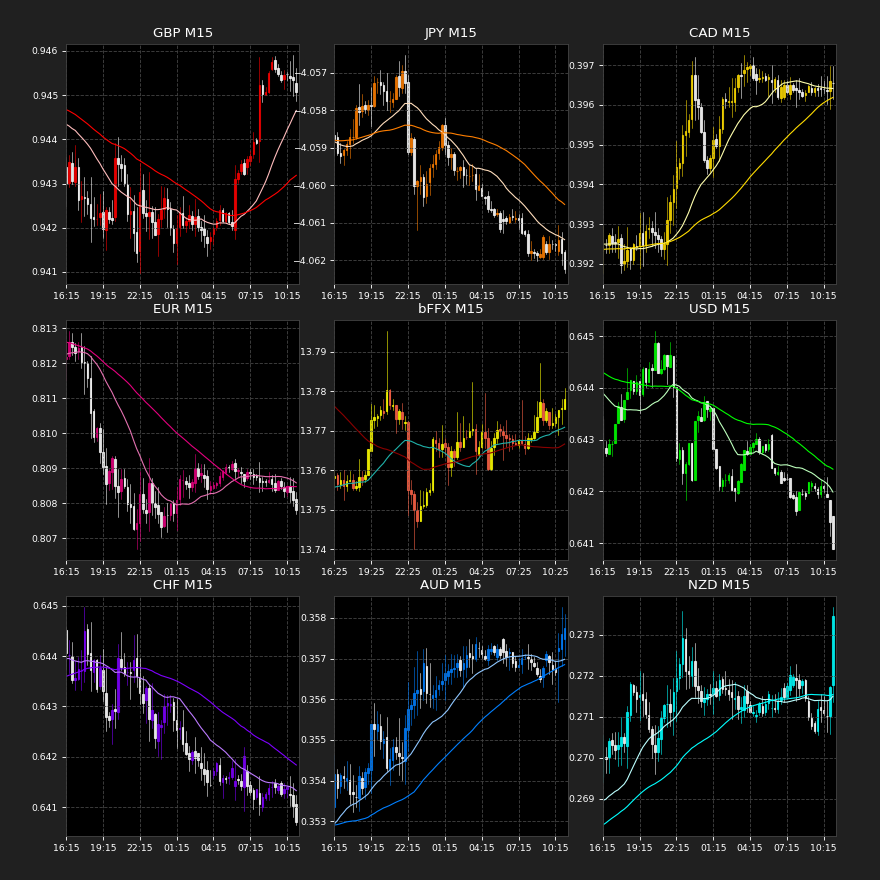 GBP M15
JPY M15
CAD M15
0.946
0.945
0.944
0.943
0.942
0.941
−4.057
−4.058
−4.059
−4.060
−4.061
−4.062
0.397
0.396
0.395
0.394
0.393
0.392
16:15 19:15 22:15 01:15 04:15 07:15 10:15
16:15 19:15 22:15 01:15 04:15 07:15 10:15
16:15 19:15 22:15 01:15 04:15 07:15 10:15
EUR M15
bFFX M15
USD M15
0.813
0.812
0.811
0.810
0.809
0.808
0.807
13.79
13.78
13.77
13.76
13.75
13.74
0.645
0.644
0.643
0.642
0.641
16:15 19:15 22:15 01:15 04:15 07:15 10:15
16:25 19:25 22:25 01:25 04:25 07:25 10:25
16:15 19:15 22:15 01:15 04:15 07:15 10:15
CHF M15
AUD M15
NZD M15
0.645
0.644
0.643
0.642
0.641
0.358
0.357
0.356
0.355
0.354
0.353
0.273
0.272
0.271
0.270
0.269
16:15 19:15 22:15 01:15 04:15 07:15 10:15
16:15 19:15 22:15 01:15 04:15 07:15 10:15
16:15 19:15 22:15 01:15 04:15 07:15 10:15